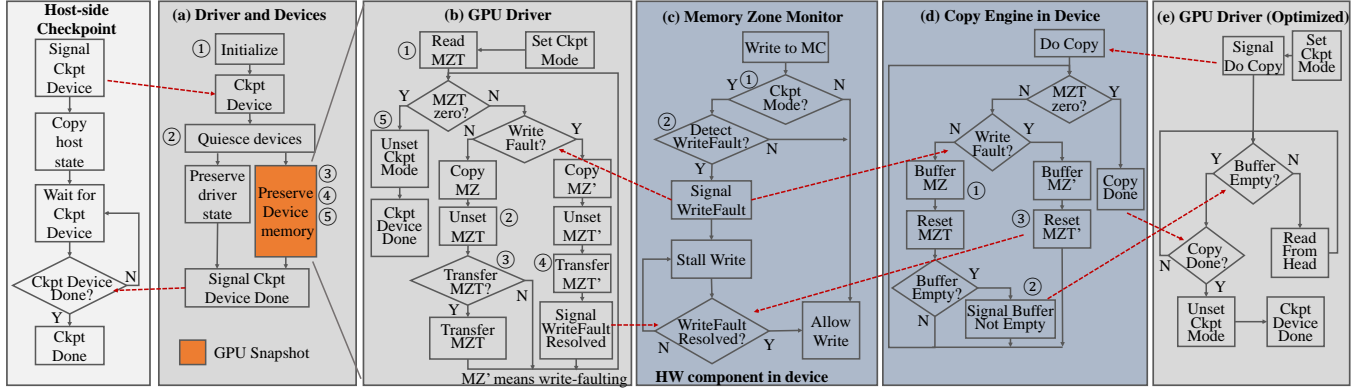 Host-side
Checkpoint
Signal
Ckpt
Device
Copy
host
state
Wait for
Ckpt
Device
Ckpt Device
Done?
N
Y
Ckpt
Done
(a) Driver and Devices
① Initialize
Ckpt
Device
② Quiesce devices
Preserve
driver
state
Preserve
Device
memory
③
④
⑤
Signal Ckpt
Device Done
GPU Snapshot
(b) GPU Driver
① Read
MZT
Set Ckpt
Mode
Y
MZT
zero?
N
⑤
Unset
Ckpt
Mode
Ckpt
Device
Done
N
Write
Fault?
Y
Copy
MZ
Unset
MZT
②
Transfer
MZT?
③
N
Y
Transfer
MZT
Copy
MZ'
Unset
MZT'
④ Transfer
MZT'
Signal
WriteFault
Resolved
MZ' means write-faulting
(c) Memory Zone Monitor
Write to MC
①
Ckpt
Mode?
Y
N
②
Detect
WriteFault?
N
Y
Signal
WriteFault
Stall Write
WriteFault
Resolved?
N
Y
Allow
Write
HW component in device
(d) Copy Engine in Device
Do Copy
N
MZT
zero?
Y
N
Write
Fault?
Y
Buffer
MZ
①
Reset
MZT
Buffer
Empty?
Y
N
②
Signal Buffer
Not Empty
Buffer
MZ'
③ Reset
MZT'
Copy
Done
(e) GPU Driver (Optimized)
Signal
Do Copy
Set
Ckpt
Mode
Y
Buffer
Empty?
N
Copy
Done?
N
Y
Read
From
Head
Unset
Ckpt
Mode
Ckpt
Device
Done